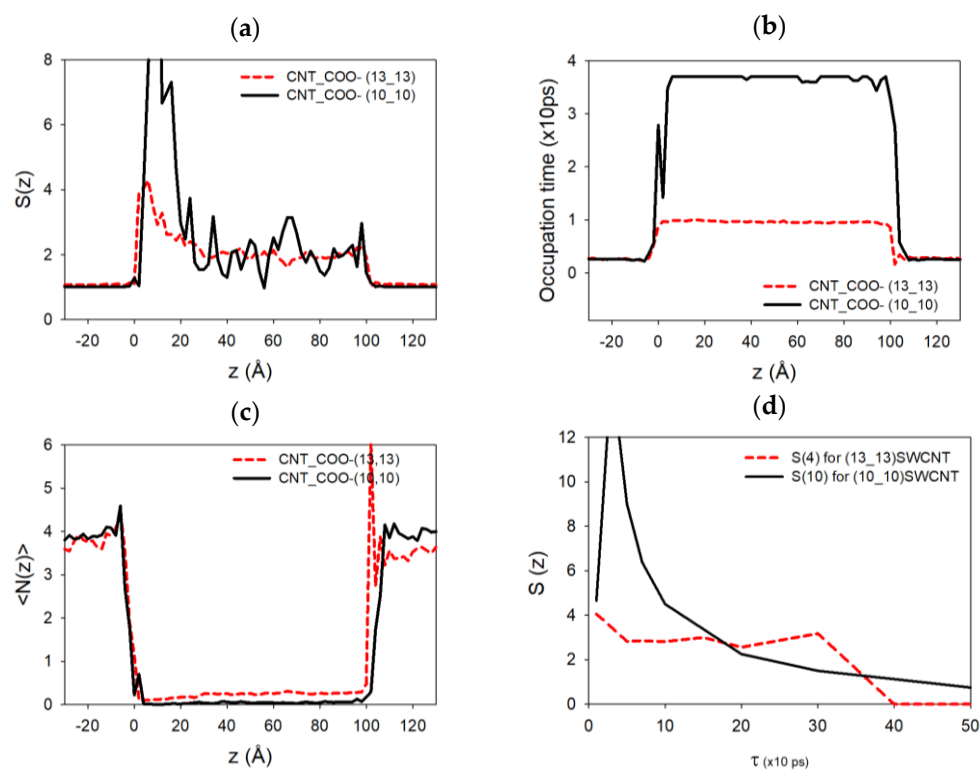 (a)
8
6
4
2
0
S(z)
CNT_COO- (13_13)
CNT_COO- (10_10)
-20 0 20 40 60 80 100 120
z (Å)
(b)
4
3
2
1
0
Occupation time (x10ps)
CNT_COO- (13_13)
CNT_COO- (10_10)
-20 0 20 40 60 80 100 120
z (Å)
(c)
6
5
4
3
2
1
0
<N(z)>
CNT_COO-(13,13)
CNT_COO-(10,10)
-20 0 20 40 60 80 100 120
z (Å)
(d)
12
10
8
6
4
2
0
S (z)
S(4) for (13_13)SWCNT
S(10) for (10_10)SWCNT
0 10 20 30 40 50
τ (x10 ps)